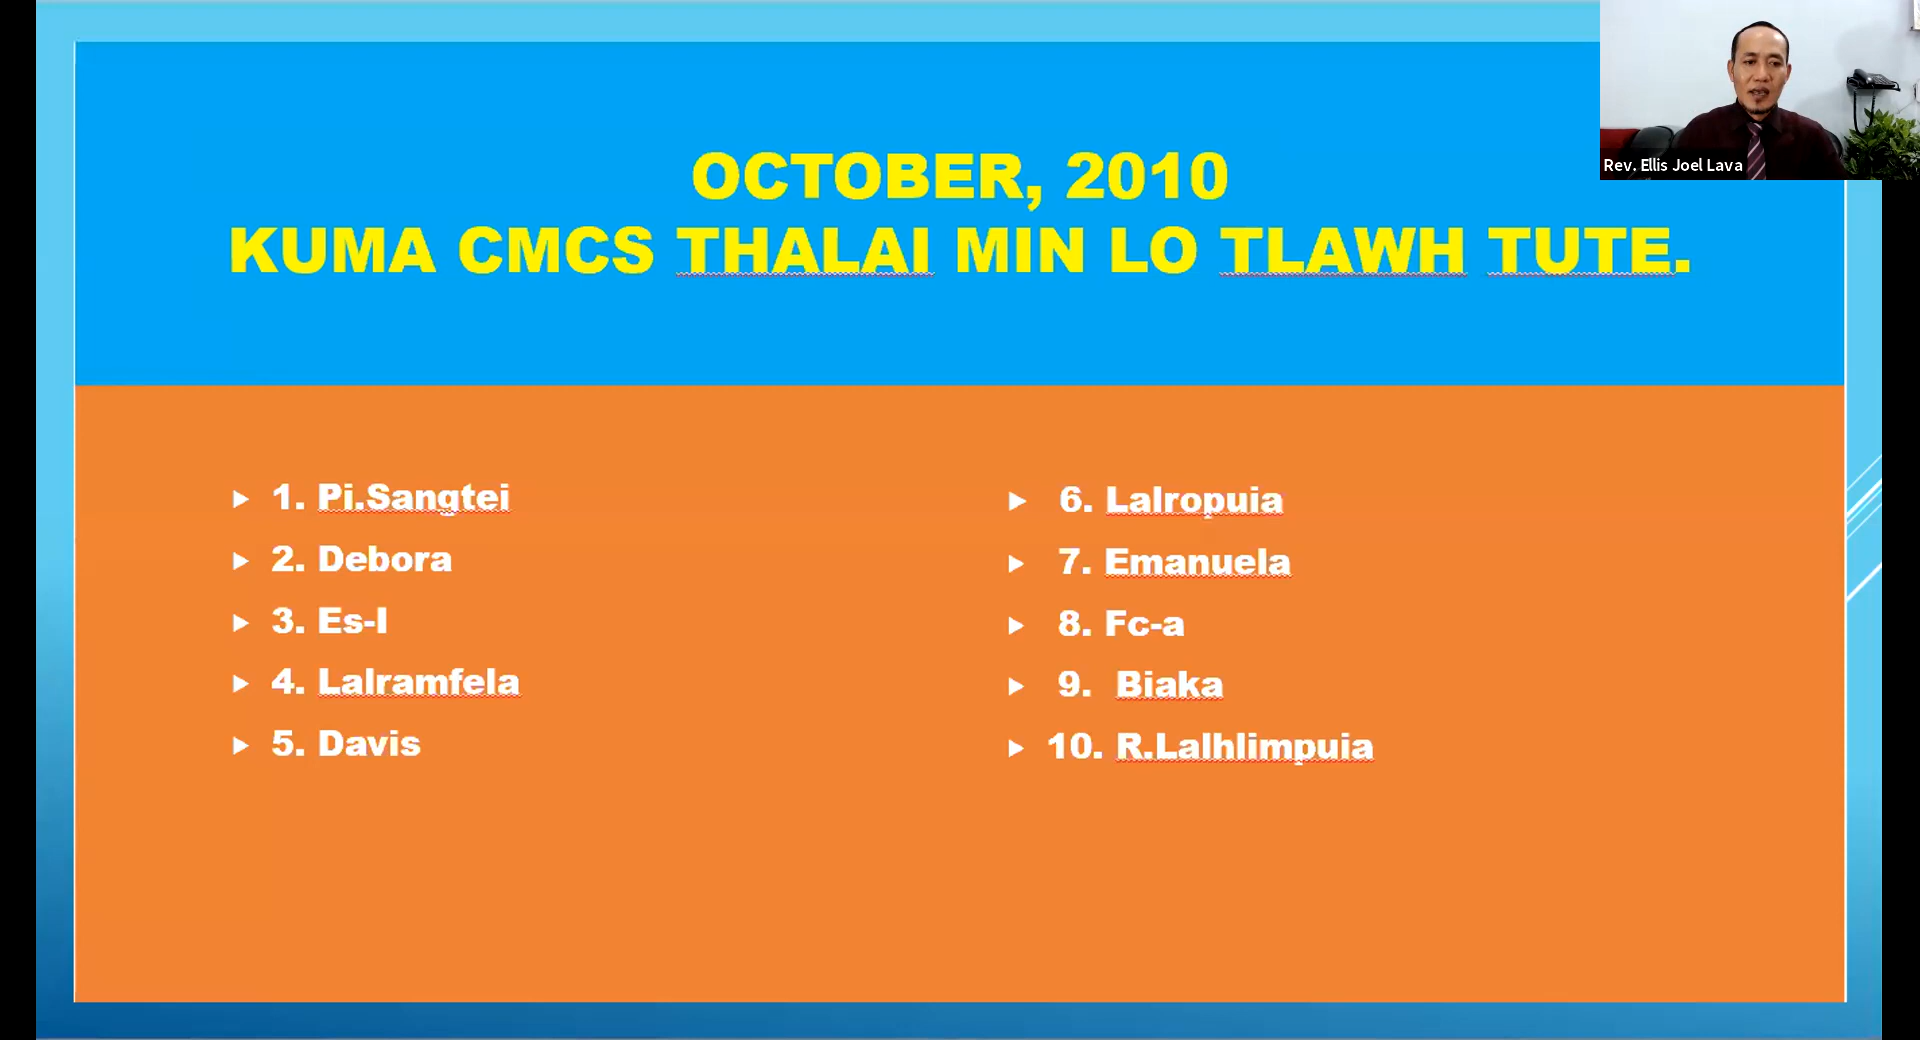 OCTOBER, 2010
KUMA CMCS THALAI MIN LO TLAWH TUTE.
1. Pi.Sangtei
2. Debora
3. Es-I
4. Lalramfela
5. Davis
6. Lalropuia
7. Emanuela
8. Fc-a
9. Biaka
10. R.Lalhlimpuia
Rev. Ellis Joel Lava